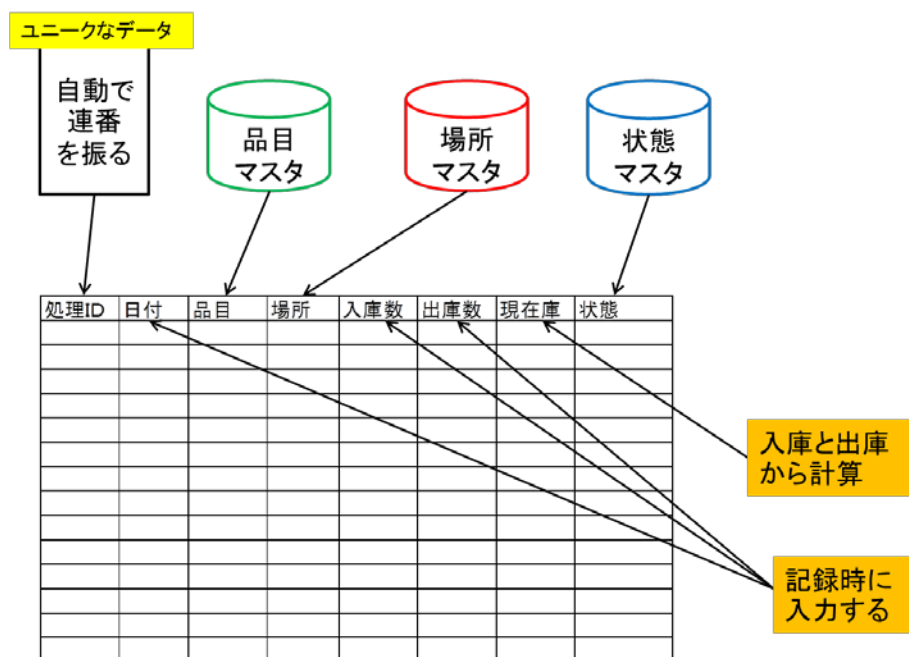 ユニークなデータ
自動で
連番
を振る
品目
マスタ
場所
マスタ
状態
マスタ
処理ID 日付 品目 場所 入庫数 出庫数 現在庫 状態
入庫と出庫
から計算
記録時に
入力する